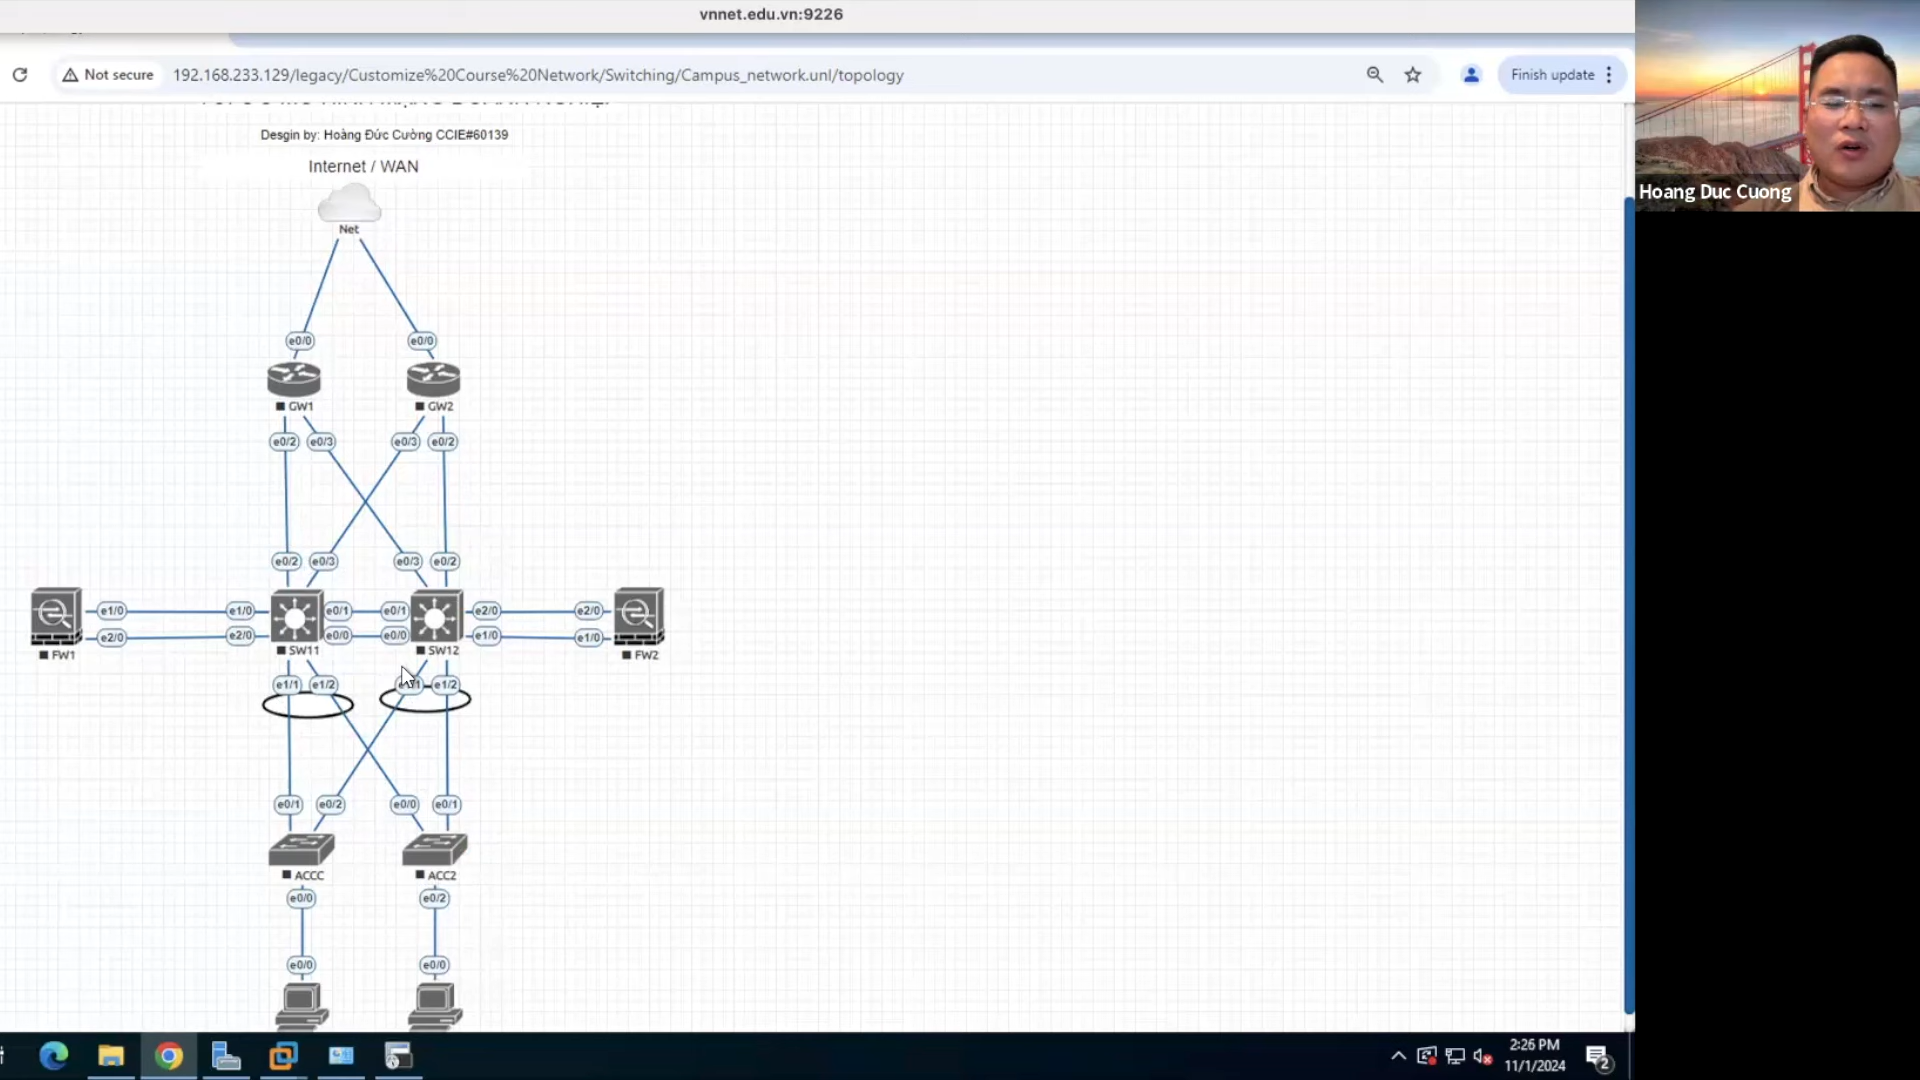 vnnet.edu.vn:9226
Not secure
192.168.233.129/legacy/Customize%20Course%20Network/Switching/Campus_network.unl/topology
Finish update
Desgin by: Hoàng Đức Cường CCIE#60139
Internet / WAN
Net
e0/0 e0/0
GW1 GW2
e0/2 e0/3 e0/3 e0/2
e0/2 e0/3 e0/3 e0/2
e1/0 e1/0 e0/1 e0/1 e2/0 e2/0
e2/0 e2/0 e0/0 e0/0 e1/0 e1/0
FW1 SW11 SW12 FW2
e1/1 e1/2 e1/2
e0/1 e0/2 e0/0 e0/1
ACCC ACC2
e0/0 e0/2
e0/0 e0/0
Hoang Duc Cuong
2:26 PM
11/1/2024
2